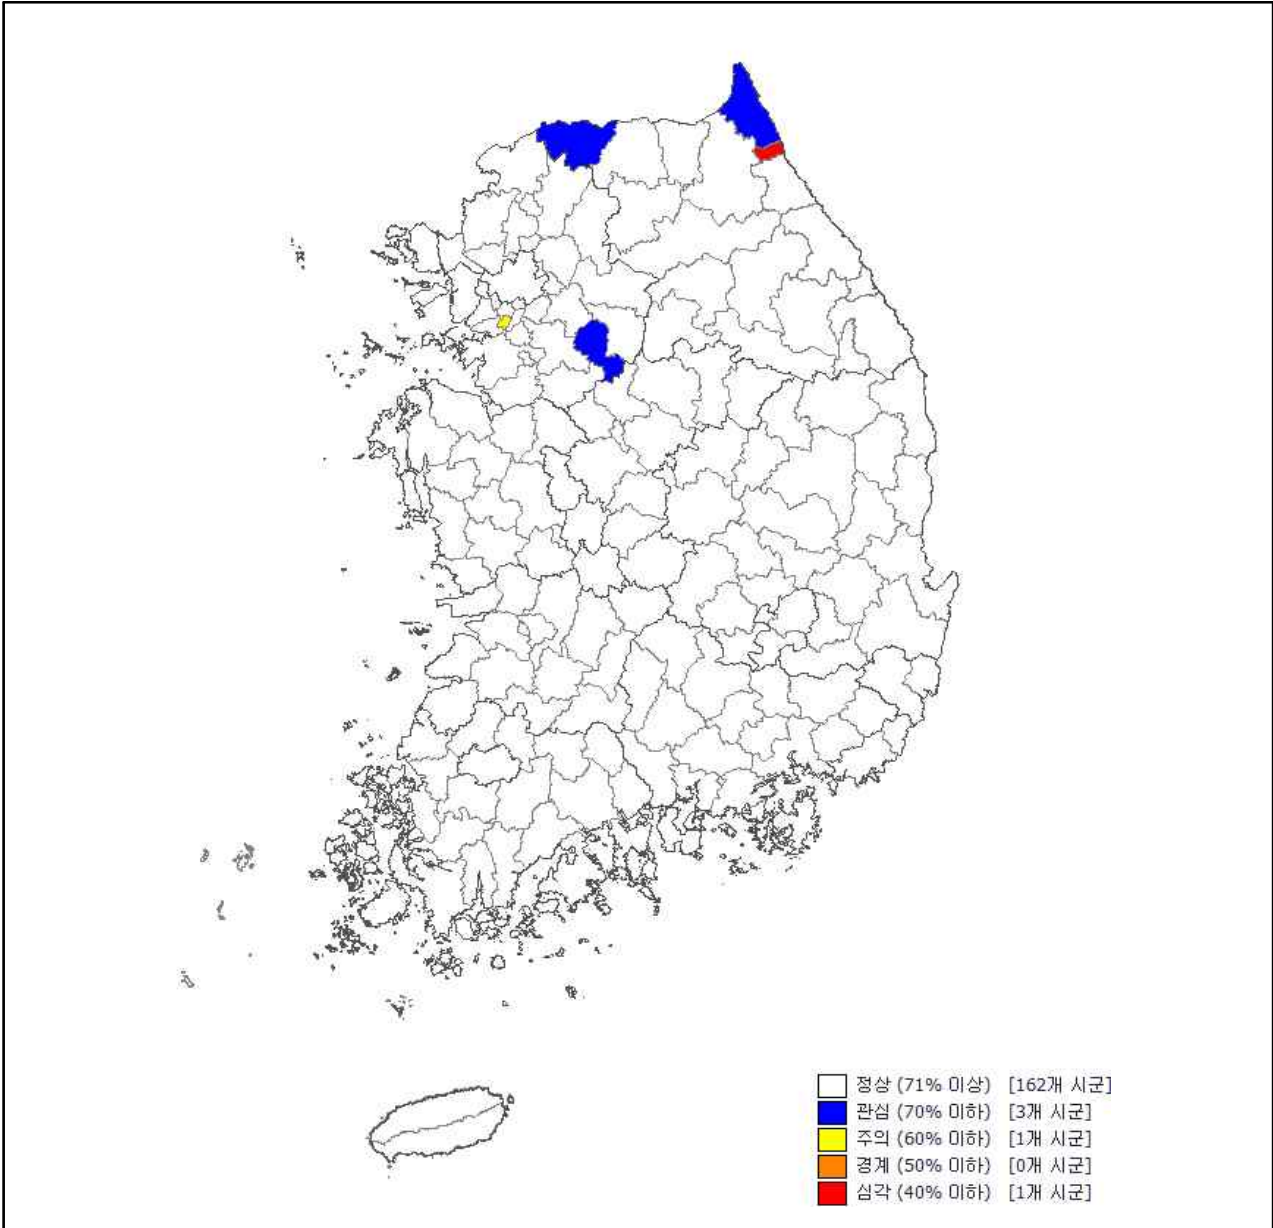 정상 (71% 이상) [162개 시군]
관심 (70% 이하) [3개 시군]
주의 (60% 이하) [1개 시군]
경계 (50% 이하) [0개 시군]
심각 (40% 이하) [1개 시군]